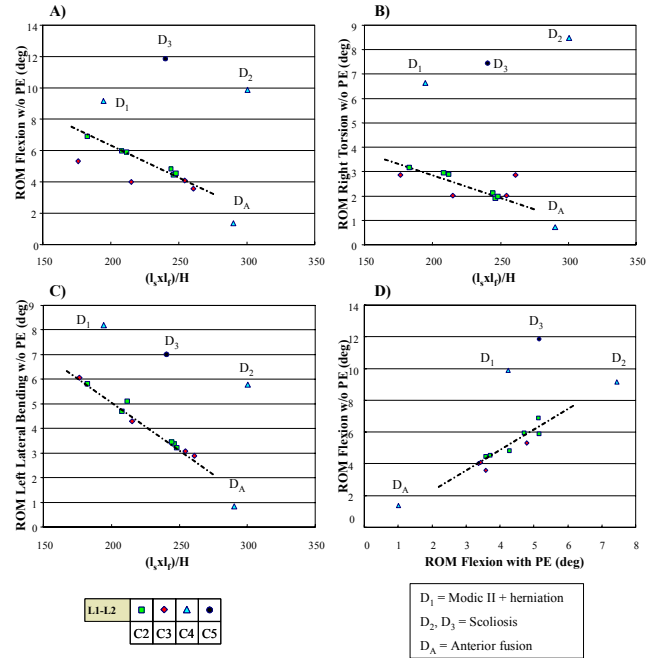 A)
ROM Flexion w/o PE (deg)
14
12
10
8
6
4
2
0
D3
D2
D1
DA
150 200 250 300 350
(lsxlf)/H
B)
ROM Right Torsion w/o PE (deg)
9
8
7
6
5
4
3
2
1
0
D2
D1
D3
DA
150 200 250 300 350
(lsxlf)/H
C)
ROM Left Lateral Bending w/o PE (deg)
9
8
7
6
5
4
3
2
1
0
D1
D3
D2
DA
150 200 250 300 350
(lsxlf)/H
D)
ROM Flexion w/o PE (deg)
14
12
10
8
6
4
2
0
D3
D1
D2
DA
0 1 2 3 4 5 6 7 8
ROM Flexion with PE (deg)
L1-L2
C2 C3 C4 C5
D1 = Modic II + herniation
D2, D3 = Scoliosis
DA = Anterior fusion